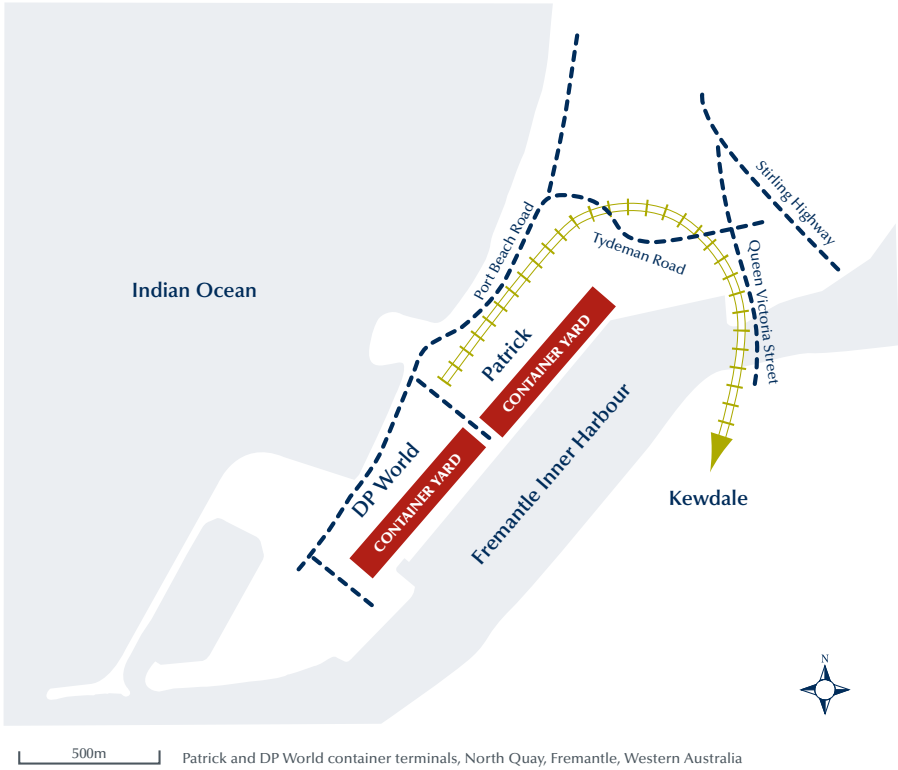 Stirling Highway
Port Beach Road
Tydeman Road
Queen Victoria Street
Indian Ocean
Patrick
CONTAINER YARD
DP World
CONTAINER YARD
Fremantle Inner Harbour
Kewdale
N
500m
Patrick and DP World container terminals, North Quay, Fremantle, Western Australia